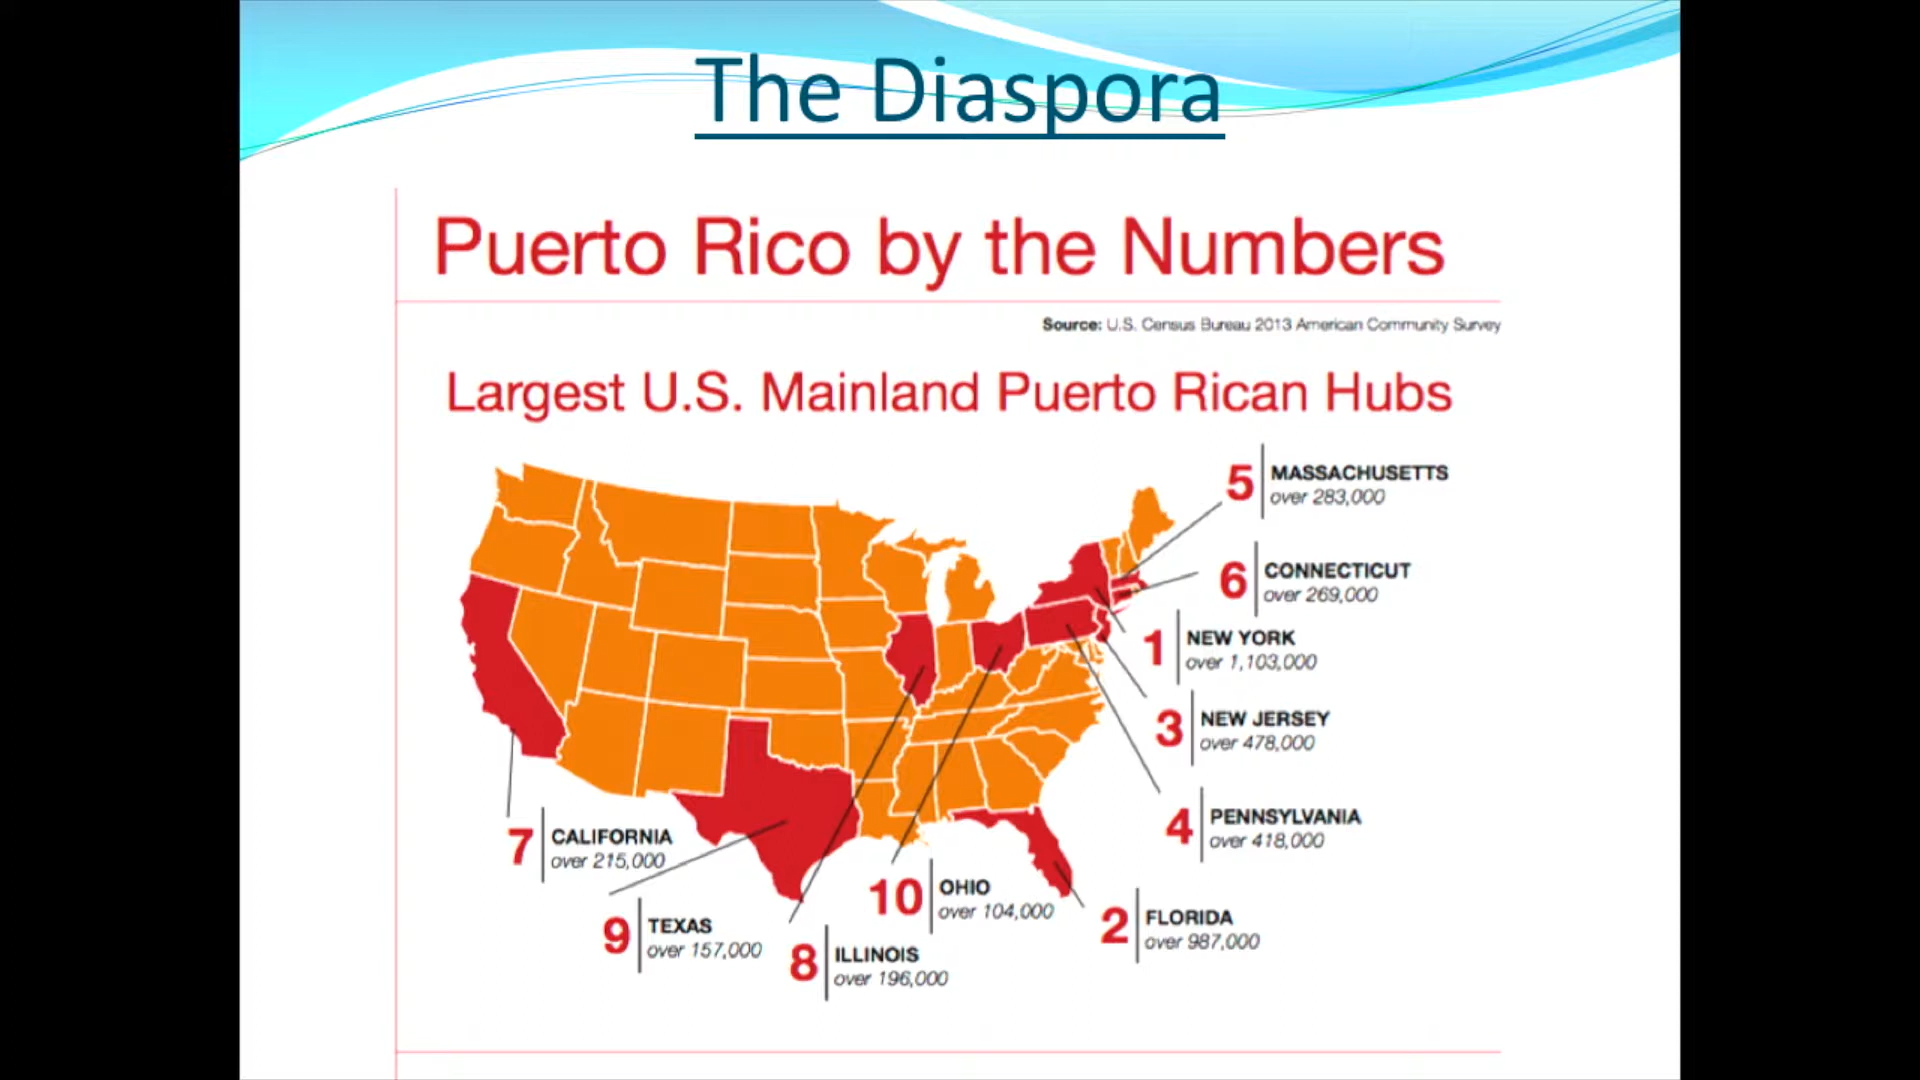 The Diaspora
Puerto Rico by the Numbers
Source: U.S. Census Bureau 2013 American Community Survey
Largest U.S. Mainland Puerto Rican Hubs
5 MASSACHUSETTS
over 283,000
6 CONNECTICUT
over 269,000
1 NEW YORK
over 1,103,000
3 NEW JERSEY
over 478,000
4 PENNSYLVANIA
over 418,000
7 CALIFORNIA
over 215,000
10 OHIO
over 104,000
2 FLORIDA
over 987,000
9 TEXAS
over 157,000
8 ILLINOIS
over 196,000